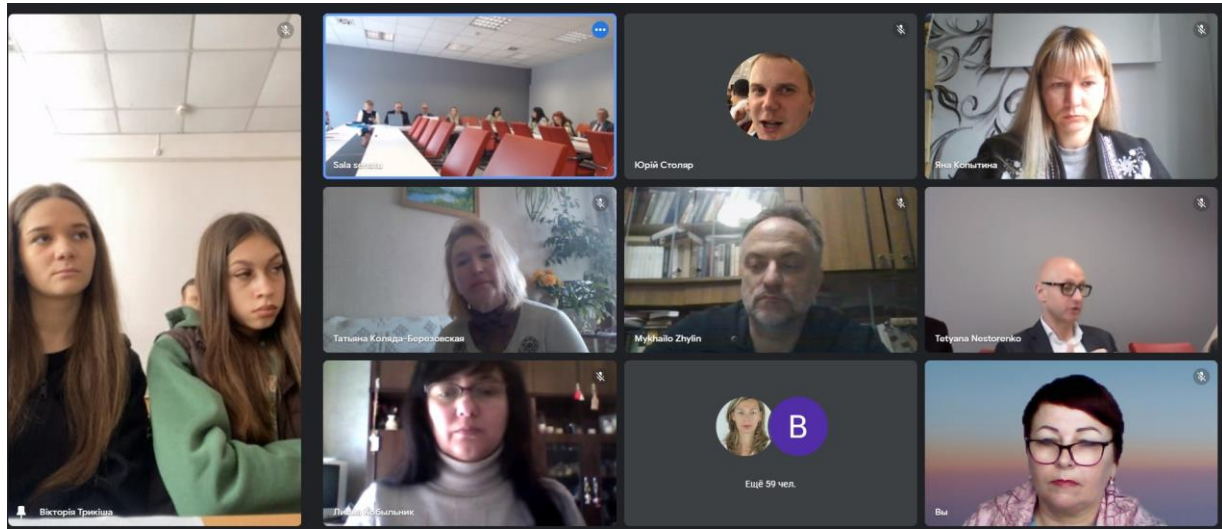 Sala senatu
Юрій Столяр
Яна Копытина
Татьяна Коляда-Березовская
Mykhailo Zhylin
Tetyana Nestorenko
Вікторія Трикіша
Кобыльник
B
Ещё 59 чел.
Вы